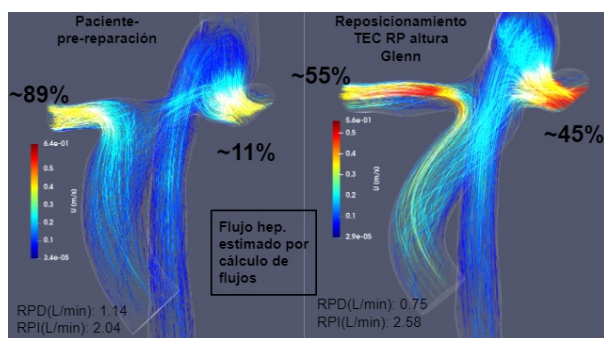 Paciente-
pre-reparación
~89%
~11%
5.6e-01
0.4
0.3
0.2
0.1
3.4e-05
U (m/s)
RPD(L/min): 1.14
RPI(L/min): 2.04
Flujo hep.
estimado por
cálculo de
flujos
Reposicionamiento
TEC RP altura
Glenn
~55%
~45%
5.6e-01
0.5
0.4
0.3
0.2
0.1
2.9e-05
U (m/s)
RPD(L/min): 0.75
RPI(L/min): 2.58